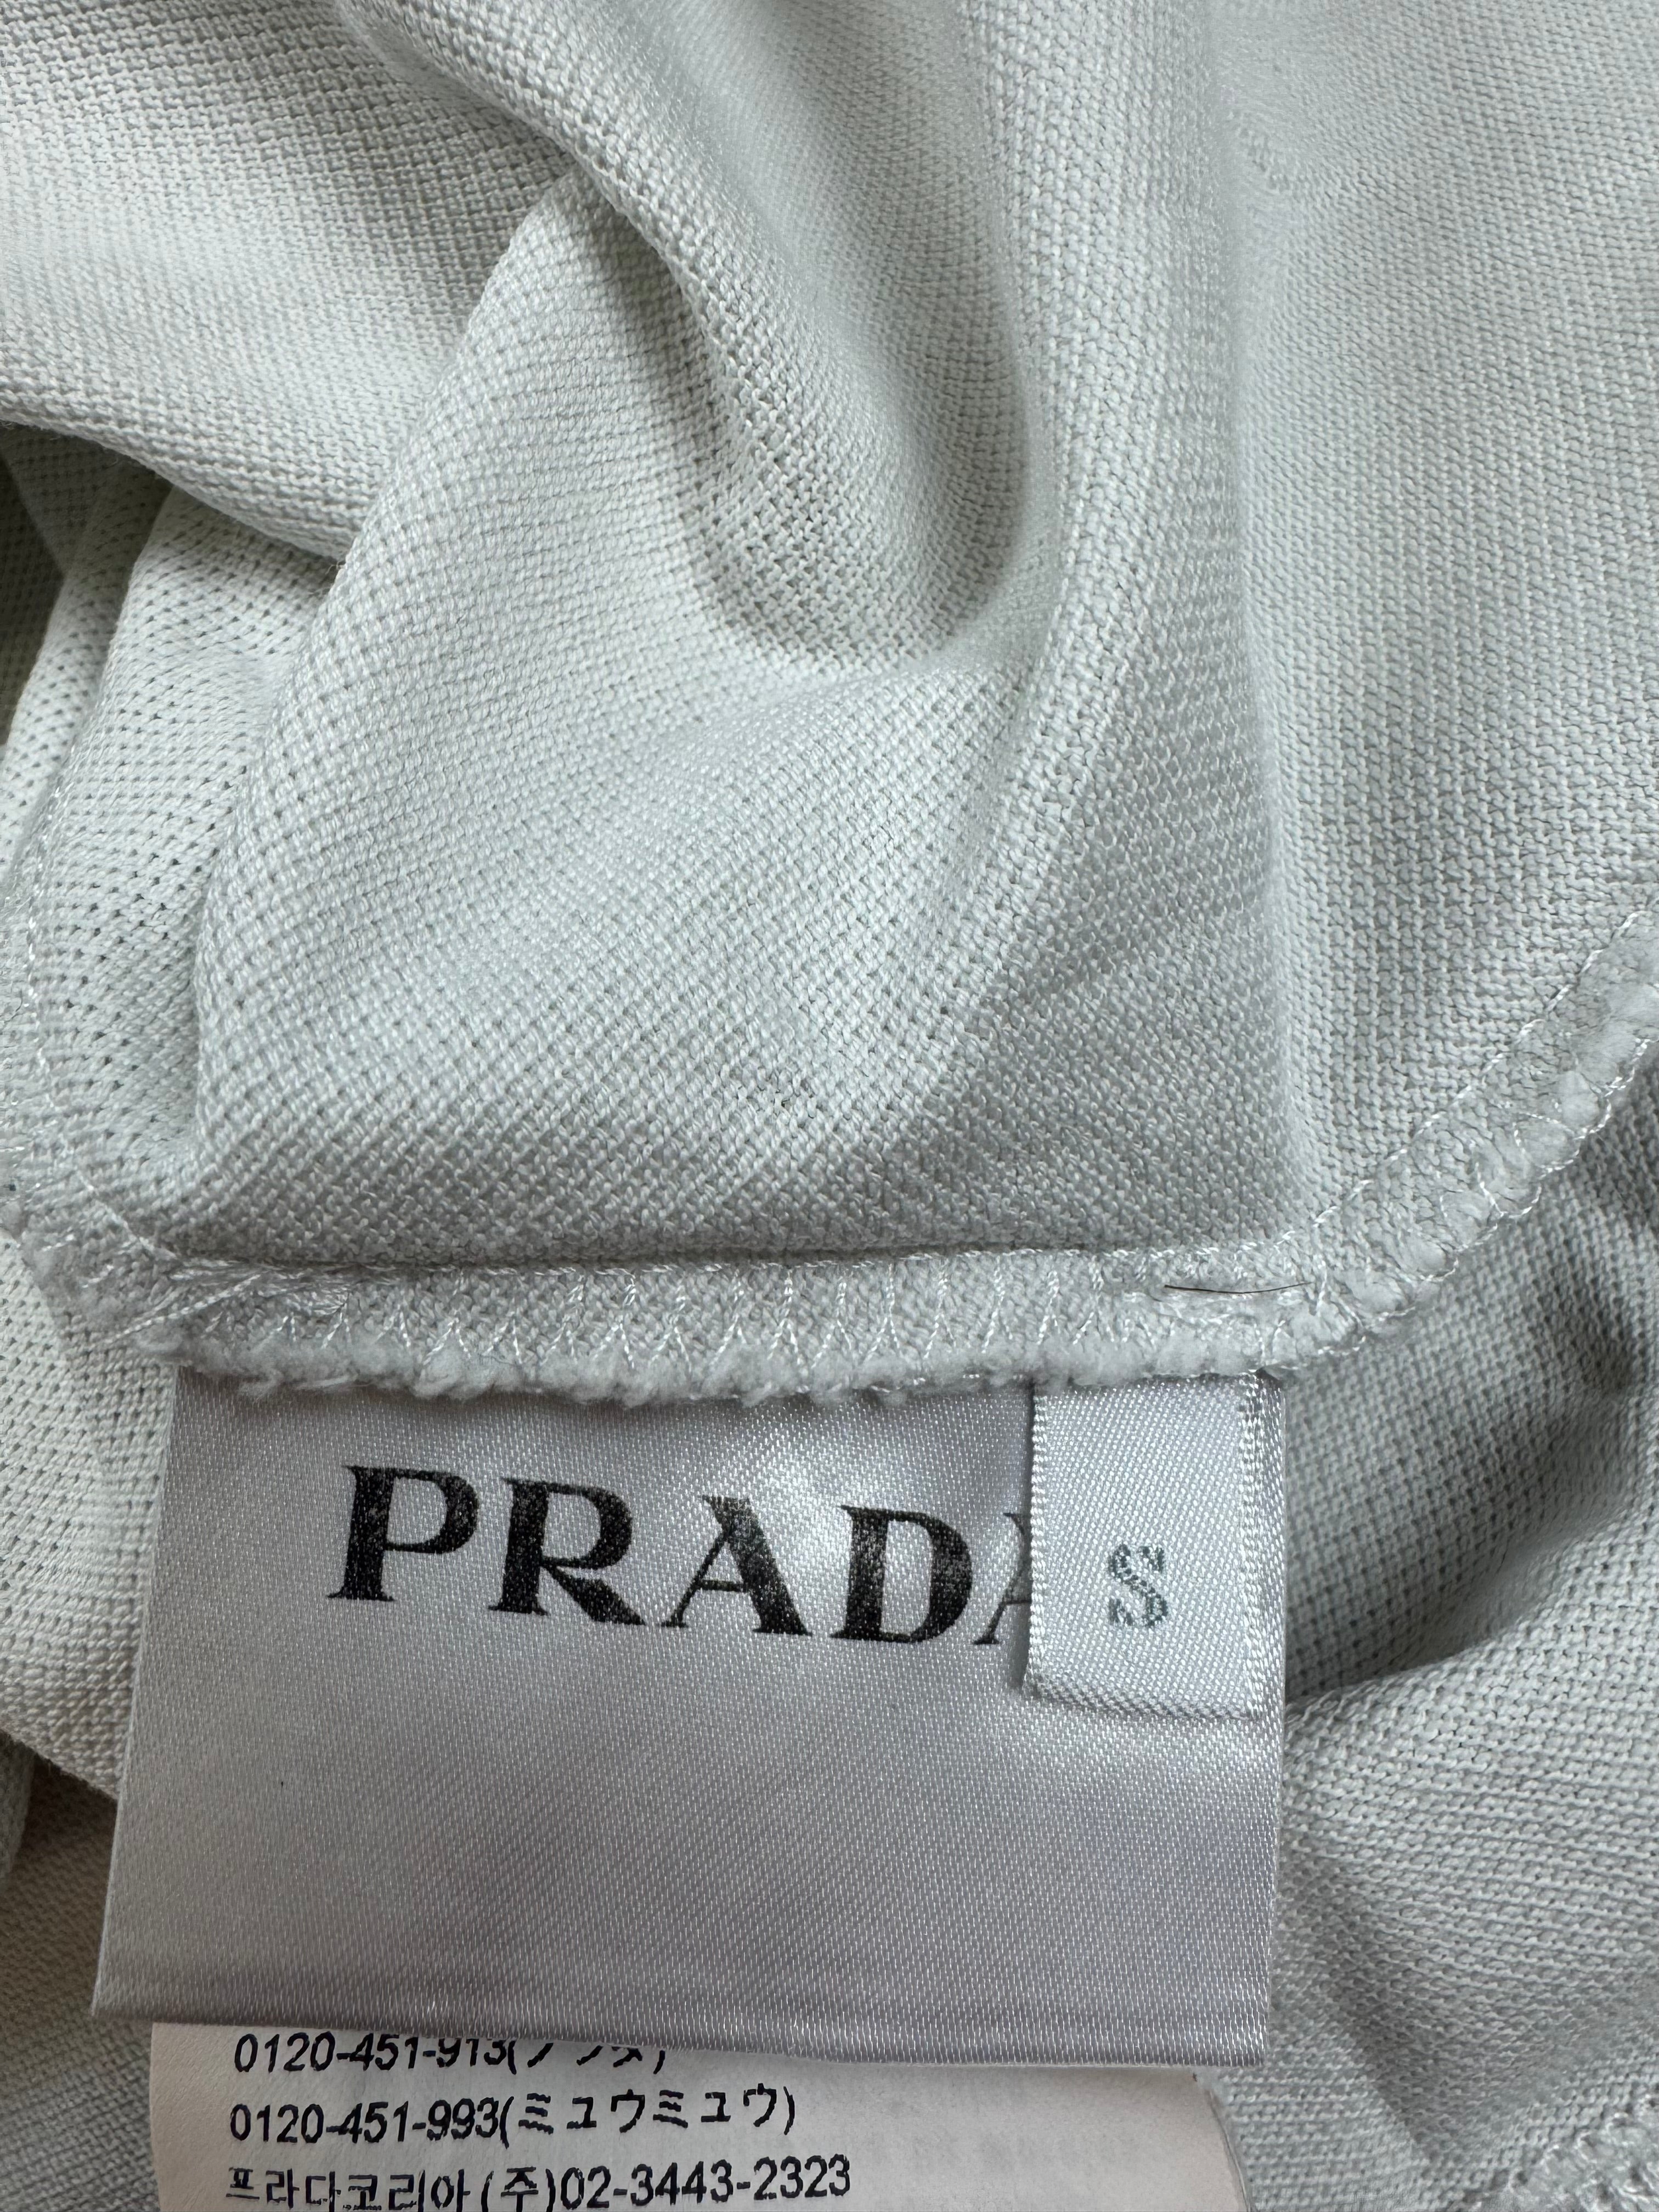 PRADA
S
0120-451-913(プラダ)
0120-451-993(ミュウミュウ)
프라다코리아(주)02-3443-2323